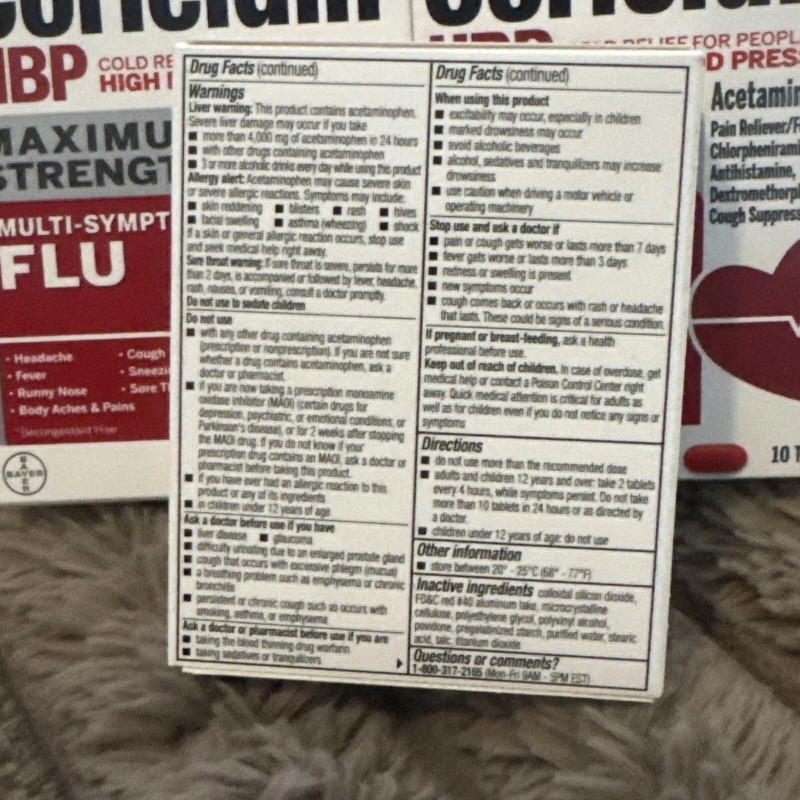 HBP COLD RE
HIGH
MAXIMU
STRENGT
MULTI-SYMPT
FLU
• Headache
• Fever
• Runny Nose
• Body Aches & Pains
• Cough
• Sneezi
• Sore T
BAYER
Drug Facts (continued)
Warnings
Liver warning: This product contains acetaminophen.
Severe liver damage may occur if you take
■ more than 4,000 mg of acetaminophen in 24 hours
■ with other drugs containing acetaminophen
■ 3 or more alcoholic drinks every day while using this product
Allergy alert: Acetaminophen may cause severe skin
or severe allergic reactions. Symptoms may include:
■ skin reddening ■ blisters ■ rash ■ hives
■ facial swelling ■ asthma (wheezing) ■ shock
If a skin or general allergic reaction occurs, stop use
and seek medical help right away.
Sore throat warning: If sore throat is severe, persists for more
than 2 days, is accompanied or followed by fever, headache,
rash, nausea, or vomiting, consult a doctor promptly.
Do not use to sedate children
Do not use
■ with any other drug containing acetaminophen
(prescription or nonprescription). If you are not sure
whether a drug contains acetaminophen, ask a
doctor or pharmacist.
■ if you are now taking a prescription monoamine
oxidase inhibitor (MAOI) (certain drugs for
depression, psychiatric, or emotional conditions, or
Parkinson's disease), or for 2 weeks after stopping
the MAOI drug. If you do not know if your
prescription drug contains an MAOI, ask a doctor or
pharmacist before taking this product.
■ if you have ever had an allergic reaction to this
product or any of its ingredients
■ in children under 12 years of age
Ask a doctor before use if you have
■ liver disease ■ glaucoma
■ difficulty urinating due to an enlarged prostate gland
■ cough that occurs with excessive phlegm (mucus)
■ a breathing problem such as emphysema or chronic
bronchitis
■ persistent or chronic cough such as occurs with
smoking, asthma, or emphysema
Ask a doctor or pharmacist before use if you are
■ taking the blood thinning drug warfarin
■ taking sedatives or tranquilizers
Drug Facts (continued)
When using this product
■ excitability may occur, especially in children
■ marked drowsiness may occur
■ avoid alcoholic beverages
■ alcohol, sedatives and tranquilizers may increase
drowsiness
■ use caution when driving a motor vehicle or
operating machinery
Stop use and ask a doctor if
■ pain or cough gets worse or lasts more than 7 days
■ fever gets worse or lasts more than 3 days
■ redness or swelling is present
■ new symptoms occur
■ cough comes back or occurs with rash or headache
that lasts. These could be signs of a serious condition.
If pregnant or breast-feeding, ask a health
professional before use.
Keep out of reach of children. In case of overdose, get
medical help or contact a Poison Control Center right
away. Quick medical attention is critical for adults as
well as for children even if you do not notice any signs or
symptoms
Directions
■ do not use more than the recommended dose
■ adults and children 12 years and over: take 2 tablets
every 4 hours, while symptoms persist. Do not take
more than 10 tablets in 24 hours or as directed by
a doctor.
■ children under 12 years of age: do not use
Other information
■ store between 20° - 25°C (68° - 77°F)
Inactive ingredients colloidal silicon dioxide,
FD&C red #40 aluminum lake, microcrystalline
cellulose, polyethylene glycol, polyvinyl alcohol,
povidone, pregelatinized starch, purified water, stearic
acid, talc, titanium dioxide
Questions or comments?
1-800-317-2165 (Mon-Fri 9AM - 5PM EST)
RELIEF FOR PEOPL
D PRES
Acetamin
Pain Reliever/F
Chlorphenirami
Antihistamine,
Dextromethorp
Cough Suppress
10 T